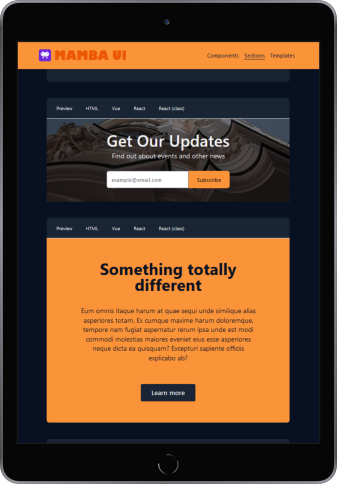 MAMBA UI
Components Sections Templates
Preview HTML Vue React React (class)
Get Our Updates
Find out about events and other news
example@email.com Subscribe
Preview HTML Vue React React (class)
Something totally
different
Eum omnis itaque harum at quae sequi unde similique alias
asperiores totam. Ex cumque maxime harum doloremque,
tempore nam fugiat aspernatur rerum ipsa unde est modi
commodi molestias maiores eveniet eius esse asperiores
neque dicta ea quisquam? Excepturi sapiente officiis
explicabo ab?
Learn more